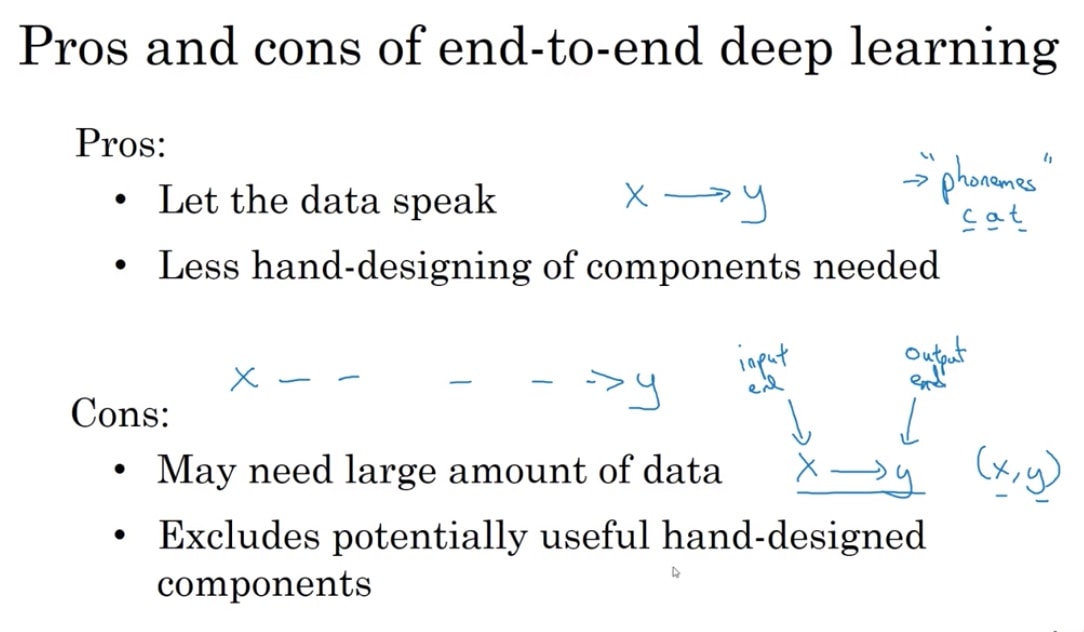 Pros and cons of end-to-end deep learning
Pros:
• Let the data speak
x → y
→ "phonemes"
c a t
• Less hand-designing of components needed
x – – – – -> y
input
end
output
end
Cons:
• May need large amount of data
x → y
(x, y)
• Excludes potentially useful hand-designed
components